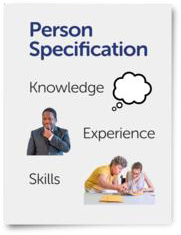 Person
Specification
Knowledge
Experience
Skills